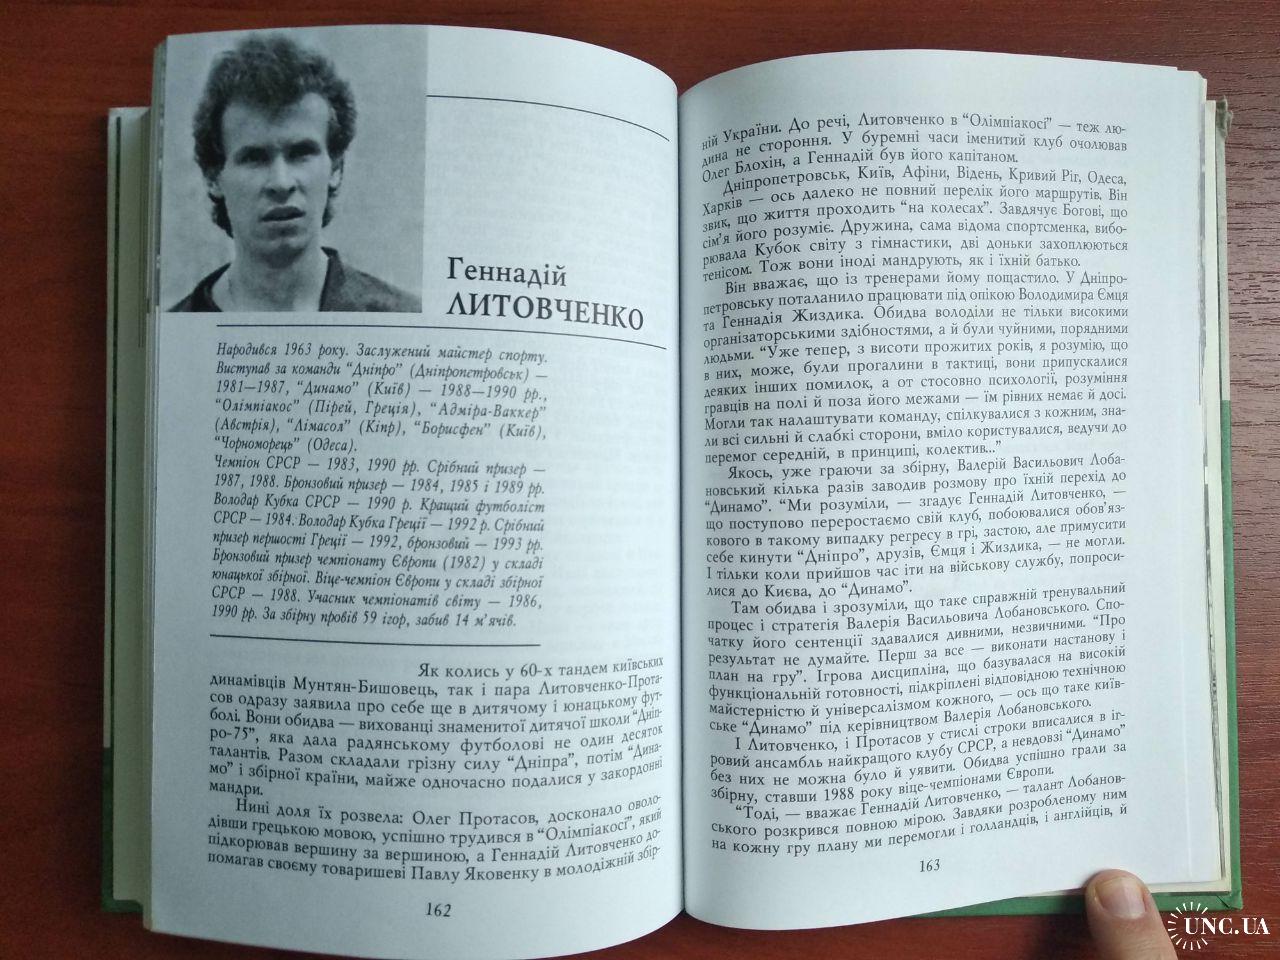 Геннадій
ЛИТОВЧЕНКО
Народився 1963 року. Заслужений майстер спорту.
Виступав за команди “Дніпро” (Дніпропетровськ) —
1981—1987, “Динамо” (Київ) — 1988—1990 рр.,
“Олімпіакос” (Пірей, Греція), “Адміра-Ваккер”
(Австрія), “Лімасол” (Кіпр), “Борисфен” (Київ),
“Чорноморець” (Одеса).
Чемпіон СРСР — 1983, 1990 рр. Срібний призер —
1987, 1988. Бронзовий призер — 1984, 1985 і 1989 рр.
Володар Кубка СРСР — 1990 р. Кращий футболіст
СРСР — 1984. Володар Кубка Греції — 1992 р. Срібний
призер першості Греції — 1992, бронзовий — 1993 рр.
Бронзовий призер чемпіонату Європи (1982) у складі
юнацької збірної. Віце-чемпіон Європи у складі збірної
СРСР — 1988. Учасник чемпіонатів світу — 1986,
1990 рр. За збірну провів 59 ігор, забив 14 м’ячів.
Як колись у 60-х тандем київських
динамівців Мунтян-Бишовець, так і пара Литовченко-Прота-
сов одразу заявила про себе ще в дитячому і юнацькому фут-
болі. Вони обидва — вихованці знаменитої дитячої школи “Дніп-
ро-75”, яка дала радянському футболові не один десяток
талантів. Разом складали грізну силу “Дніпра”, потім “Дина-
мо” і збірної країни, майже одночасно подалися у закордонні
мандри.
Нині доля їх розвела: Олег Протасов, досконало оволо-
дівши грецькою мовою, успішно трудився в “Олімпіакосі”, який
підкорював вершину за вершиною, а Геннадій Литовченко до-
помагав своєму товаришеві Павлу Яковенку в молодіжній збір-
162
ній України. До речі, Литовченко в “Олімпіакосі” — теж лю-
дина не стороння. У буремні часи іменитий клуб очолював
Олег Блохін, а Геннадій був його капітаном.
Дніпропетровськ, Київ, Афіни, Відень, Кривий Ріг, Одеса,
Харків — ось далеко не повний перелік його маршрутів. Він
звик, що життя проходить “на колесах”. Завдячує Богові, що
сім’я його розуміє. Дружина, сама відома спортсменка, вибо-
рювала Кубок світу з гімнастики, дві доньки захоплюються
тенісом. Тож вони іноді мандрують, як і їхній батько.
Він вважає, що із тренерами йому пощастило. У Дніпро-
петровську поталанило працювати під опікою Володимира Ємця
та Геннадія Жиздика. Обидва володіли не тільки високими
організаторськими здібностями, а й були чуйними, порядними
людьми. “Уже тепер, з висоти прожитих років, я розумію, що
в них, може, були прогалини в тактиці, вони припускалися
деяких інших помилок, а от стосовно психології, розуміння
гравців на полі й поза його межами — їм рівних немає й досі.
Могли так налаштувати команду, спілкувалися з кожним, зна-
ли всі сильні й слабкі сторони, вміло користувалися, ведучи до
перемог середній, в принципі, колектив...”
Якось, уже граючи за збірну, Валерій Васильович Лоба-
новський кілька разів заводив розмову про їхній перехід до
“Динамо”. “Ми розуміли, — згадує Геннадій Литовченко, —
що поступово переростаємо свій клуб, побоювалися обов’яз-
кового в такому випадку регресу в грі, застою, але примусити
себе кинути “Дніпро”, друзів, Ємця і Жиздика, — не могли.
І тільки коли прийшов час іти на військову службу, попроси-
лися до Києва, до “Динамо”.
Там обидва і зрозуміли, що таке справжній тренувальний
процес і стратегія Валерія Васильовича Лобановського. Спо-
чатку його сентенції здавалися дивними, незвичними. “Про
результат не думайте. Перш за все — виконати настанову і
план на гру”. Ігрова дисципліна, що базувалася на високій
функціональній готовності, підкріплені відповідною технічною
майстерністю й універсалізмом кожного, — ось що таке київ-
ське “Динамо” під керівництвом Валерія Лобановського.
І Литовченко, і Протасов у стислі строки вписалися в іг-
ровий ансамбль найкращого клубу СРСР, а невдовзі “Динамо”
без них не можна було й уявити. Обидва успішно грали за
збірну, ставши 1988 року віце-чемпіонами Європи.
“Тоді, — вважає Геннадій Литовченко, — талант Лобанов-
ського розкрився повною мірою. Завдяки розробленому ним
на кожну гру плану ми перемогли і голландців, і англійців, й
163
UNC.UA